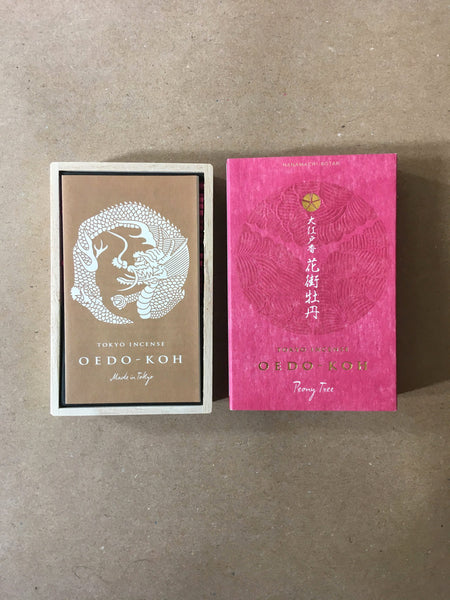 TOKYO INCENSE
OEDO-KOH
Made in Tokyo
HANAMACHI-BOTAN
大江戸香
花街牡丹
TOKYO INCENSE
OEDO-KOH
Peony Tree